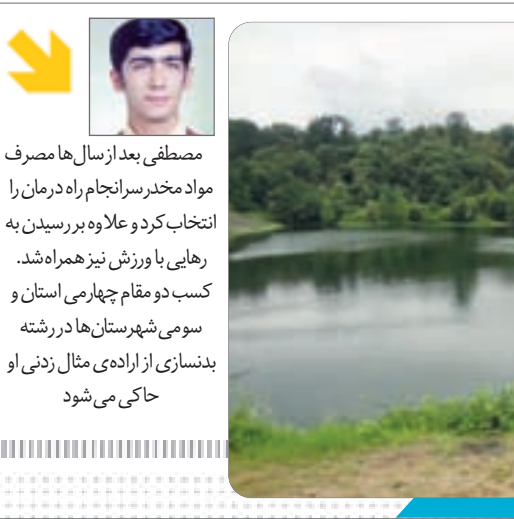 مصطفی بعد از سال‌ها مصرف
مواد مخدر سرانجام راه درمان را
انتخاب کرد و علاوه بر رسیدن به
رهایی با ورزش نیز همراه شد.
کسب دو مقام چهارمی استان و
سومی شهرستان‌ها در رشته
بدنسازی از اراده‌ی مثال زدنی او
حاکی می‌شود